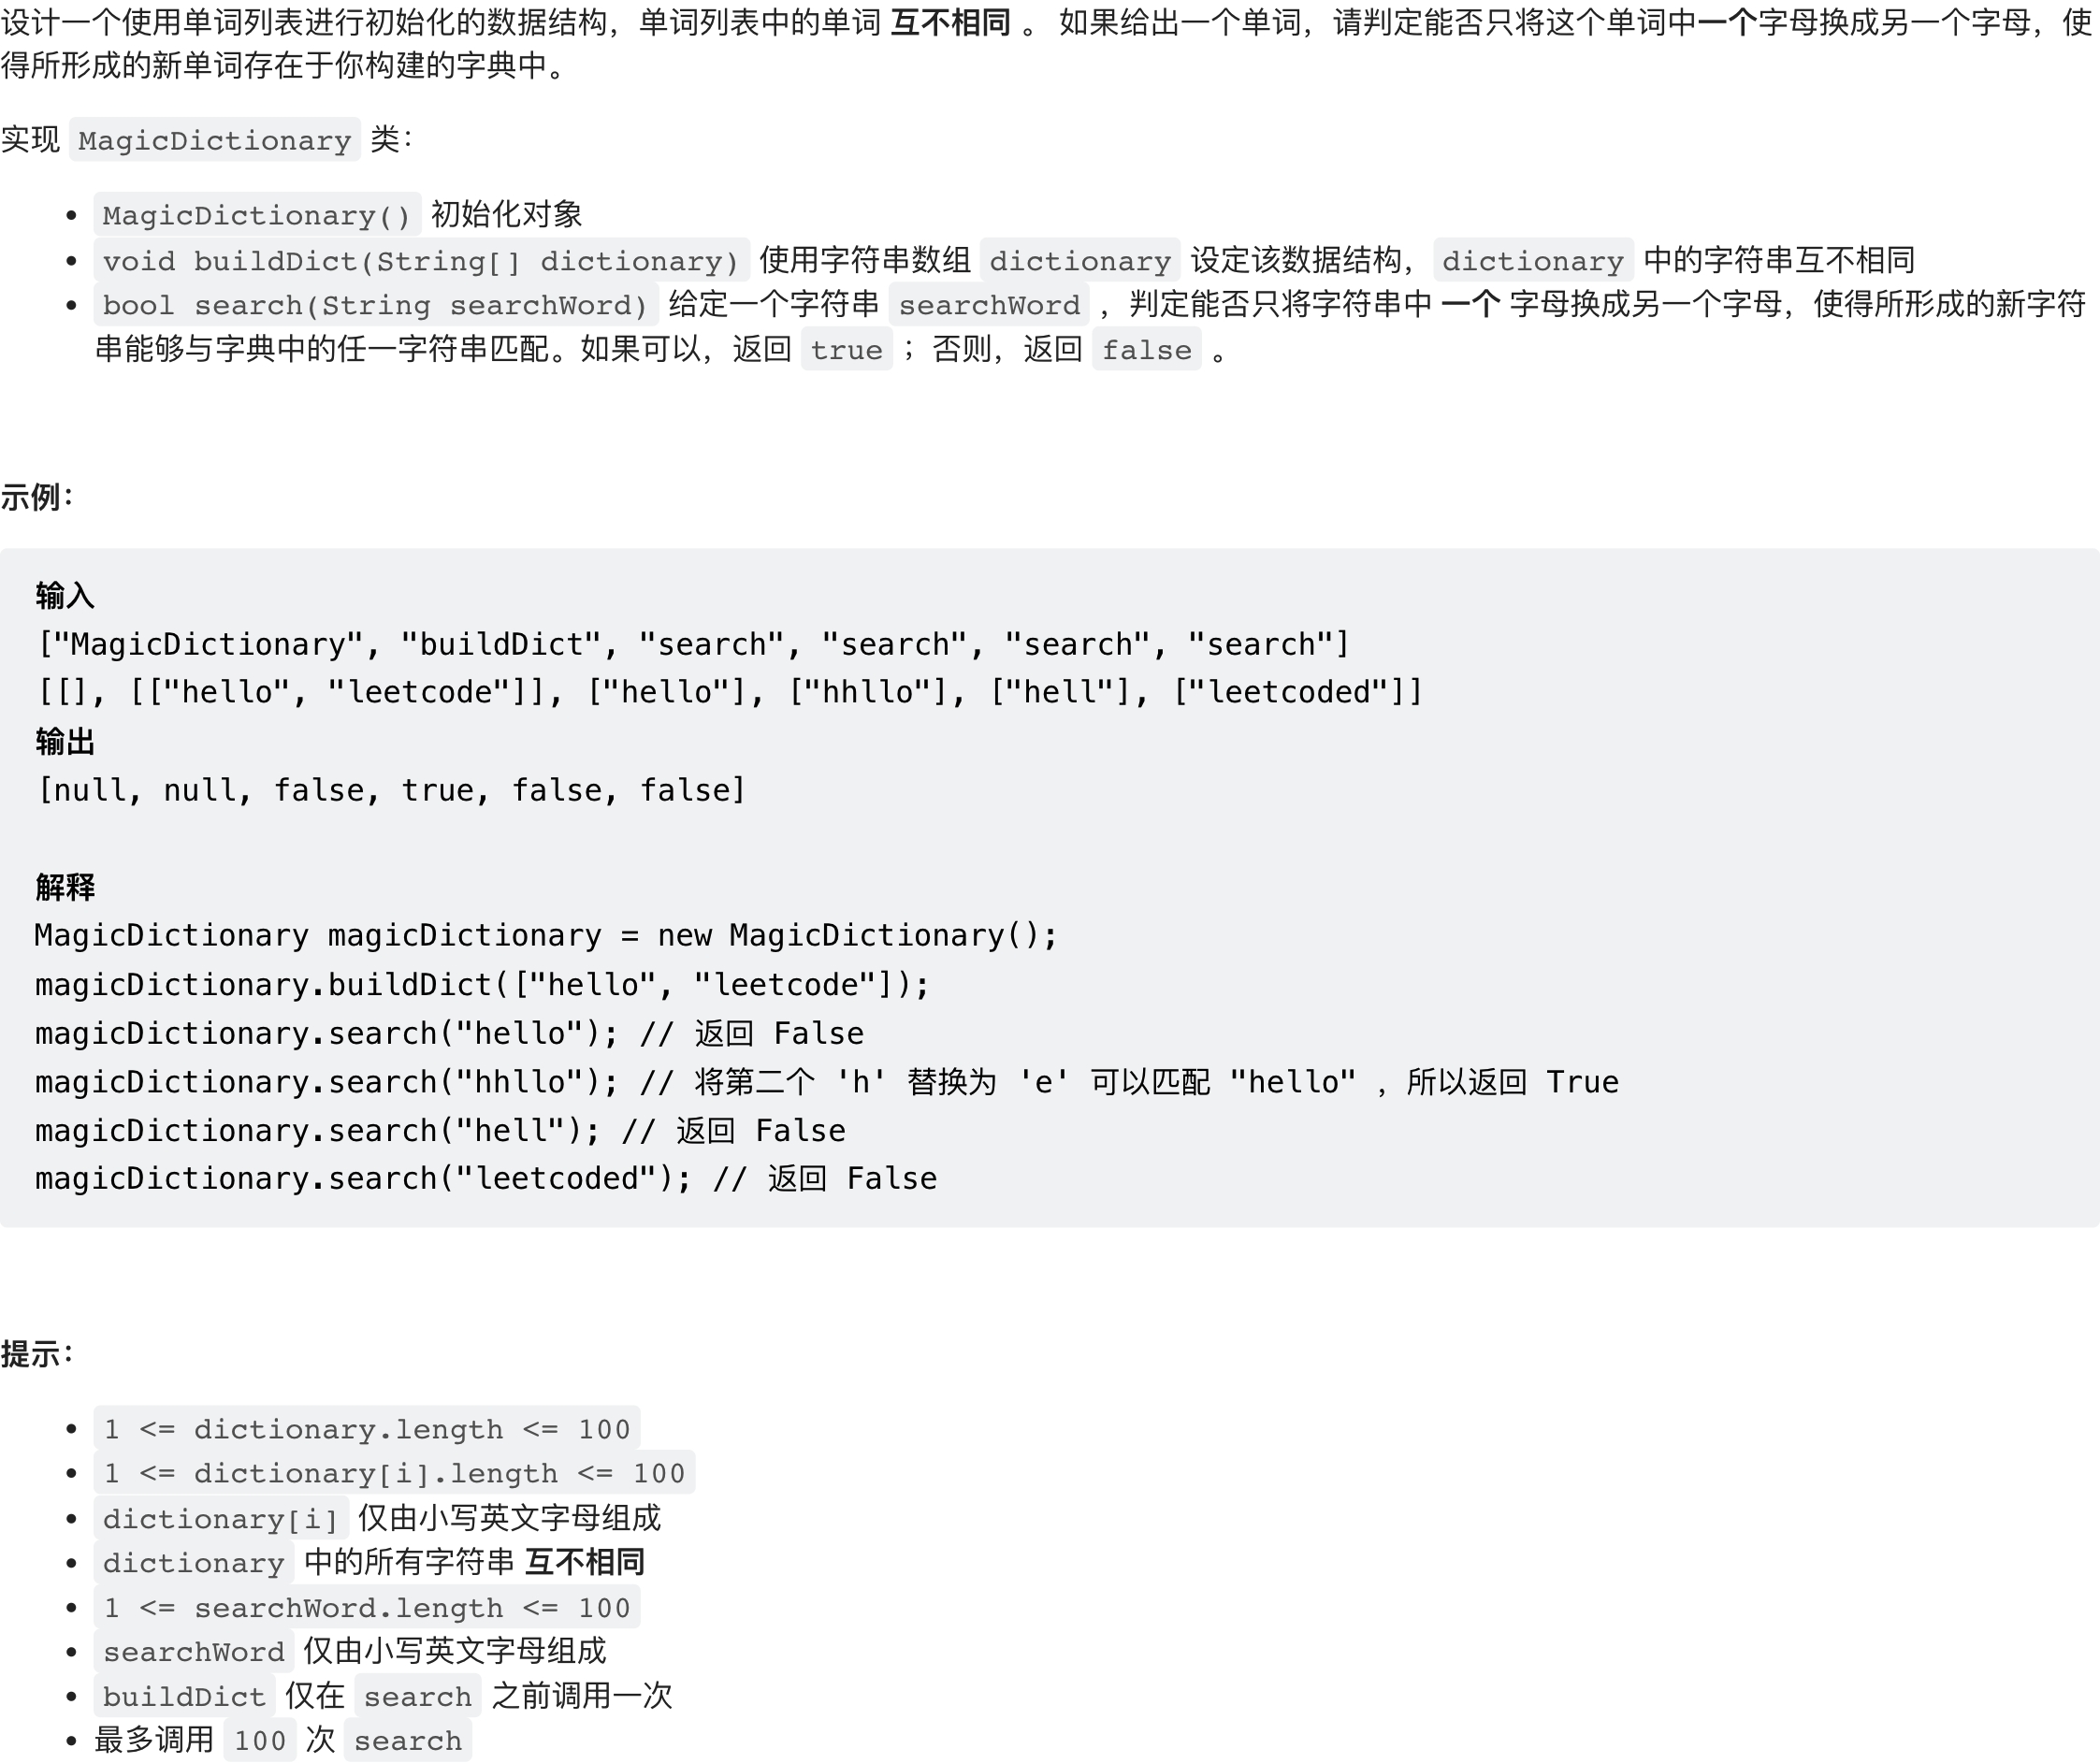 设计一个使用单词列表进行初始化的数据结构，单词列表中的单词 互不相同 。 如果给出一个单词，请判定能否只将这个单词中一个字母换成另一个字母，使
得所形成的新单词存在于你构建的字典中。
实现 MagicDictionary 类：
• MagicDictionary() 初始化对象
• void buildDict(String[] dictionary) 使用字符串数组 dictionary 设定该数据结构，dictionary 中的字符串互不相同
• bool search(String searchWord) 给定一个字符串 searchWord ，判定能否只将字符串中 一个 字母换成另一个字母，使得所形成的新字符
串能够与字典中的任一字符串匹配。如果可以，返回 true ；否则，返回 false 。
示例：
输入
["MagicDictionary", "buildDict", "search", "search", "search", "search"]
[[], [["hello", "leetcode"]], ["hello"], ["hhllo"], ["hell"], ["leetcoded"]]
输出
[null, null, false, true, false, false]
解释
MagicDictionary magicDictionary = new MagicDictionary();
magicDictionary.buildDict(["hello", "leetcode"]);
magicDictionary.search("hello"); // 返回 False
magicDictionary.search("hhllo"); // 将第二个 'h' 替换为 'e' 可以匹配 "hello" ，所以返回 True
magicDictionary.search("hell"); // 返回 False
magicDictionary.search("leetcoded"); // 返回 False
提示：
• 1 <= dictionary.length <= 100
• 1 <= dictionary[i].length <= 100
• dictionary[i] 仅由小写英文字母组成
• dictionary 中的所有字符串 互不相同
• 1 <= searchWord.length <= 100
• searchWord 仅由小写英文字母组成
• buildDict 仅在 search 之前调用一次
• 最多调用 100 次 search